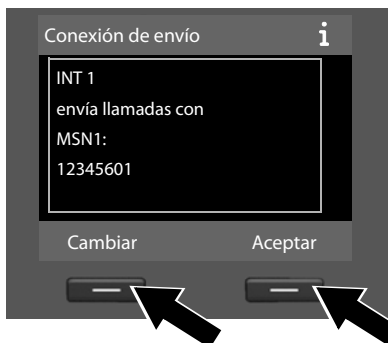 Conexión de envío i
INT 1
envía llamadas con
MSN1:
12345601
Cambiar Aceptar